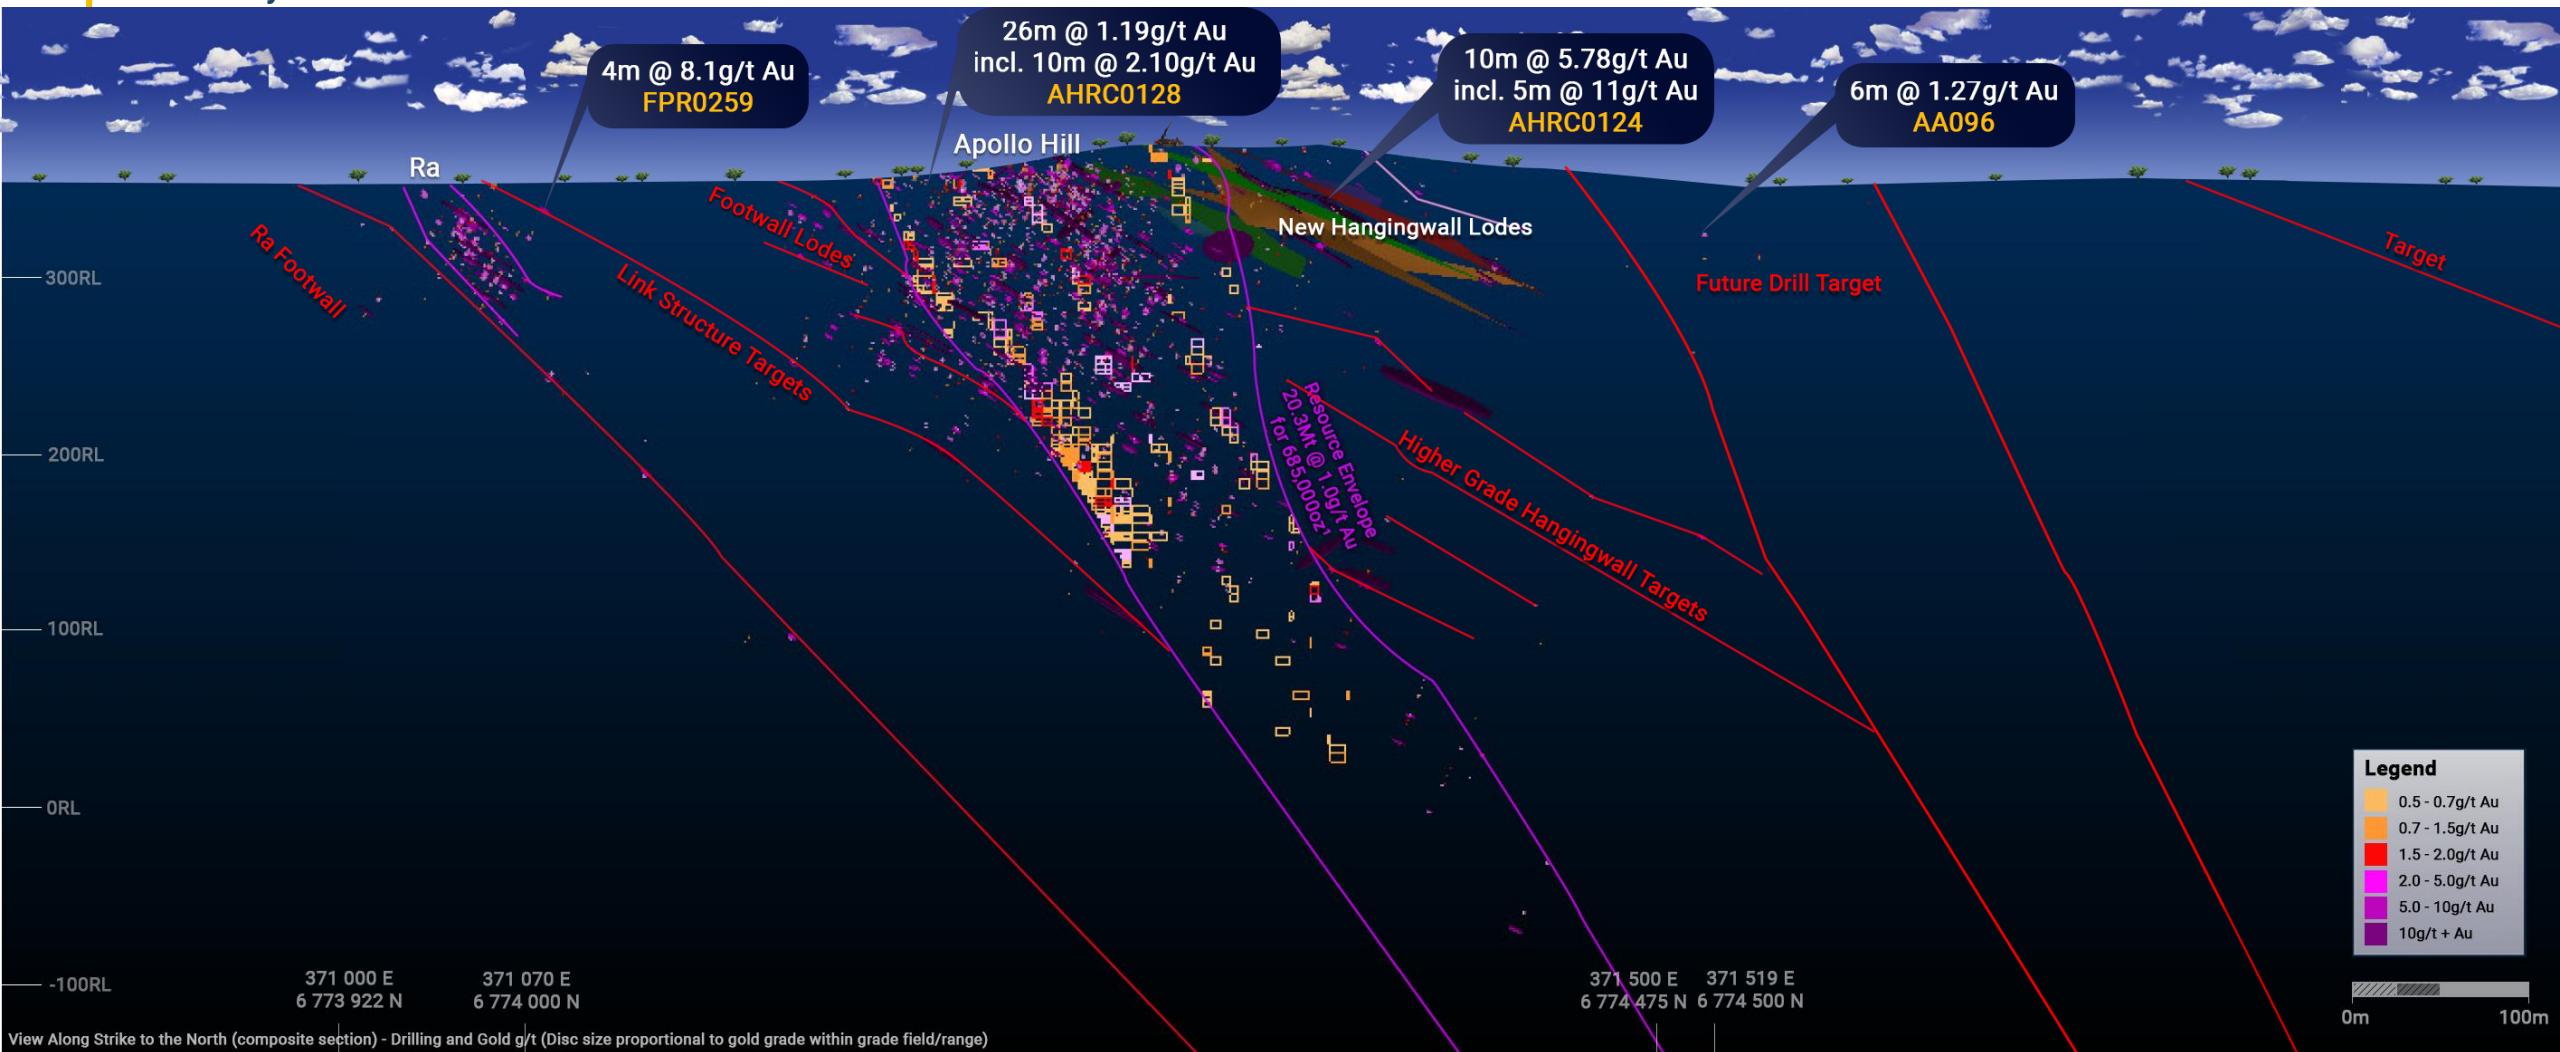 4m @ 8.1g/t Au
FPR0259
26m @ 1.19g/t Au
incl. 10m @ 2.10g/t Au
AHRC0128
10m @ 5.78g/t Au
incl. 5m @ 11g/t Au
AHRC0124
6m @ 1.27g/t Au
AA096
Ra
Apollo Hill
Ra Footwall
Footwall Lodes
Link Structure Targets
New Hangingwall Lodes
Future Drill Target
Target
Resource Envelope
20.3Mt @ 1.0g/t Au
for 685,000oz¹
Higher Grade Hangingwall Targets
300RL
200RL
100RL
0RL
-100RL
371 000 E
6 773 922 N
371 070 E
6 774 000 N
371 500 E
6 774 475 N
371 519 E
6 774 500 N
Legend
0.5 - 0.7g/t Au
0.7 - 1.5g/t Au
1.5 - 2.0g/t Au
2.0 - 5.0g/t Au
5.0 - 10g/t Au
10g/t + Au
0m
100m
View Along Strike to the North (composite section) - Drilling and Gold g/t (Disc size proportional to gold grade within grade field/range)